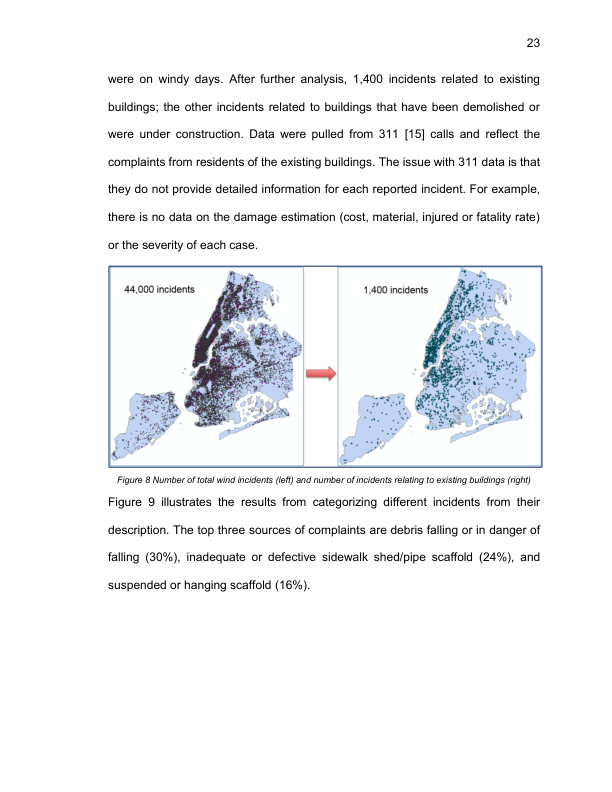 23
were on windy days. After further analysis, 1,400 incidents related to existing
buildings; the other incidents related to buildings that have been demolished or
were under construction. Data were pulled from 311 [15] calls and reflect the
complaints from residents of the existing buildings. The issue with 311 data is that
they do not provide detailed information for each reported incident. For example,
there is no data on the damage estimation (cost, material, injured or fatality rate)
or the severity of each case.
44,000 incidents
1,400 incidents
Figure 8 Number of total wind incidents (left) and number of incidents relating to existing buildings (right)
Figure 9 illustrates the results from categorizing different incidents from their
description. The top three sources of complaints are debris falling or in danger of
falling (30%), inadequate or defective sidewalk shed/pipe scaffold (24%), and
suspended or hanging scaffold (16%).